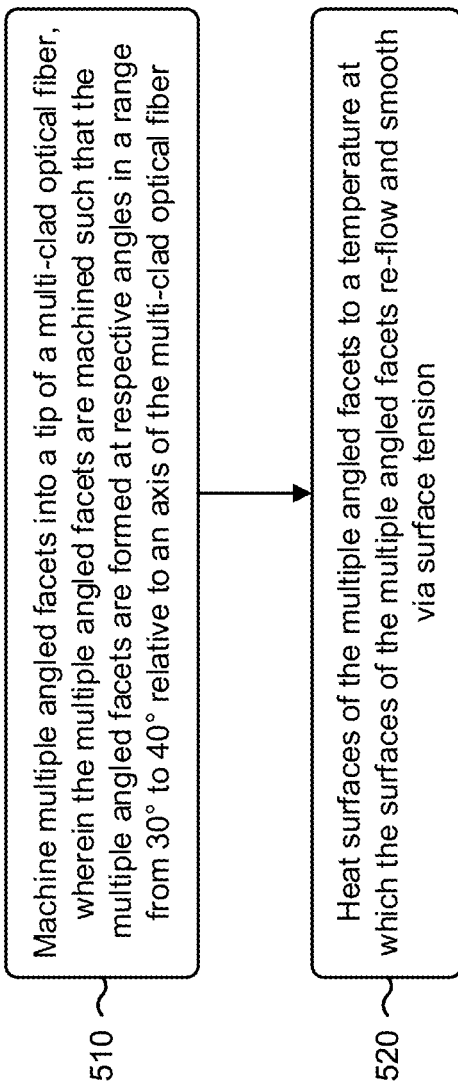 510
Machine multiple angled facets into a tip of a multi-clad optical fiber,
wherein the multiple angled facets are machined such that the
multiple angled facets are formed at respective angles in a range
from 30° to 40° relative to an axis of the multi-clad optical fiber
520
Heat surfaces of the multiple angled facets to a temperature at
which the surfaces of the multiple angled facets re-flow and smooth
via surface tension